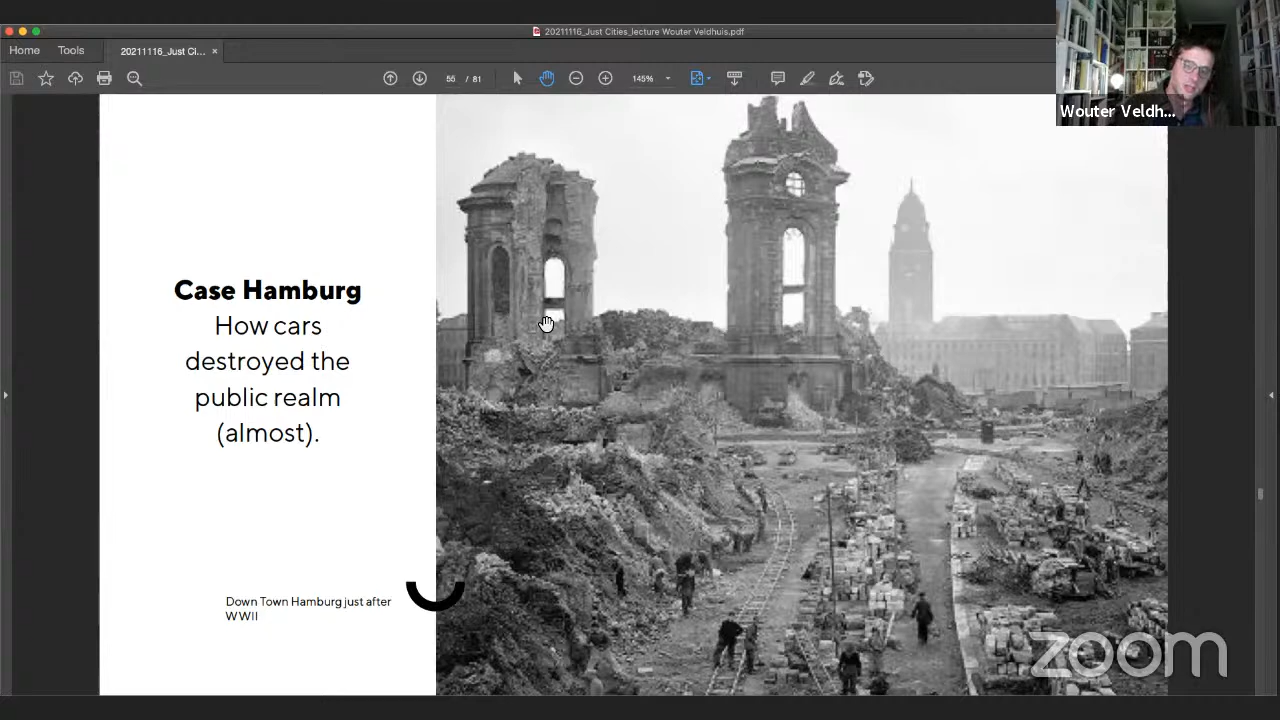 20211116_Just Cities_lecture Wouter Veldhuis.pdf
Home Tools 20211116_Just Ci... ×
55 / 81 145%
Wouter Veldh...
Case Hamburg
How cars
destroyed the
public realm
(almost).
Down Town Hamburg just after
WWII
zoom